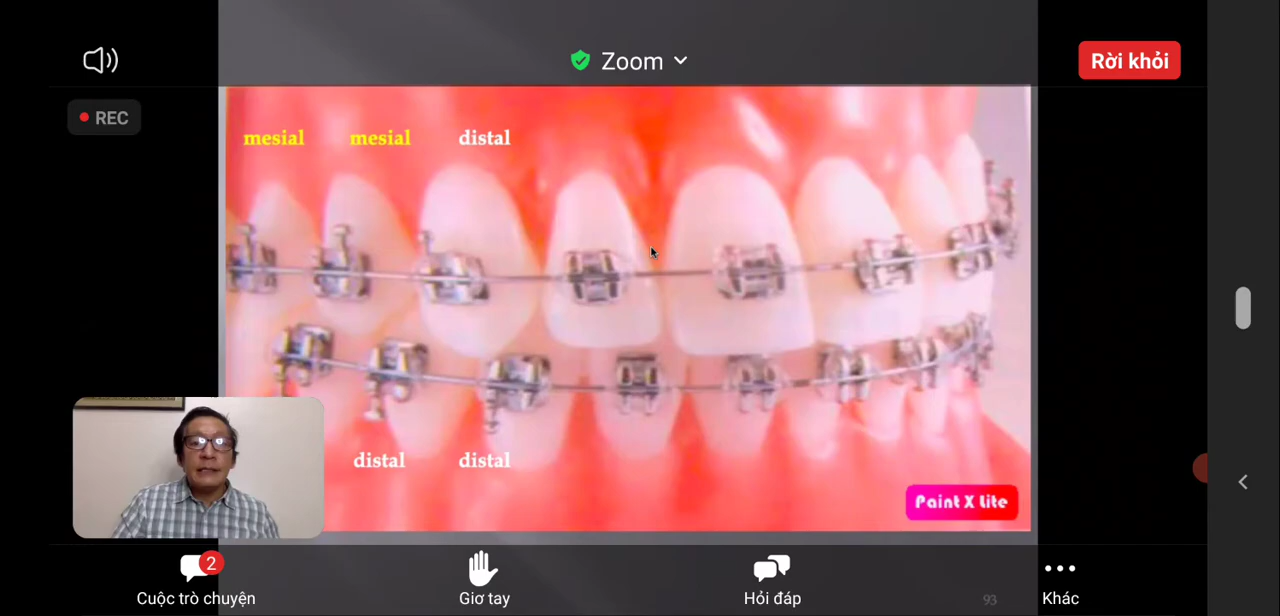 Zoom
Rời khỏi
REC
mesial mesial distal
distal distal
Paint X Lite
2
Cuộc trò chuyện
Giơ tay
Hỏi đáp
93
Khác